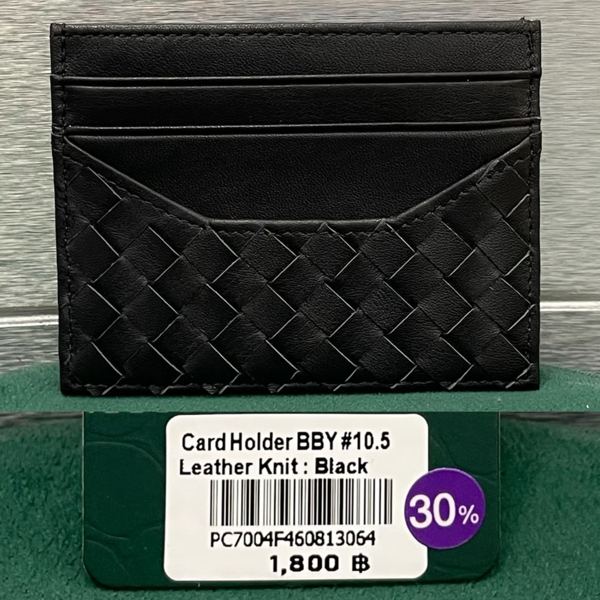 Card Holder BBY #10.5
Leather Knit : Black
30%
PC7004F460813064
1,800 ฿